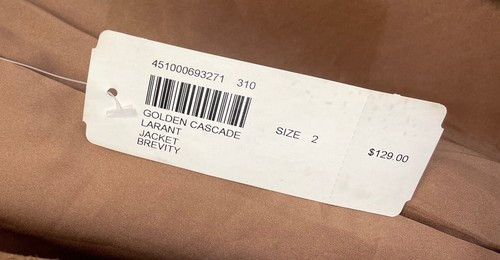 451000693271 310
GOLDEN CASCADE
LARANT
JACKET
BREVITY
SIZE 2
$129.00